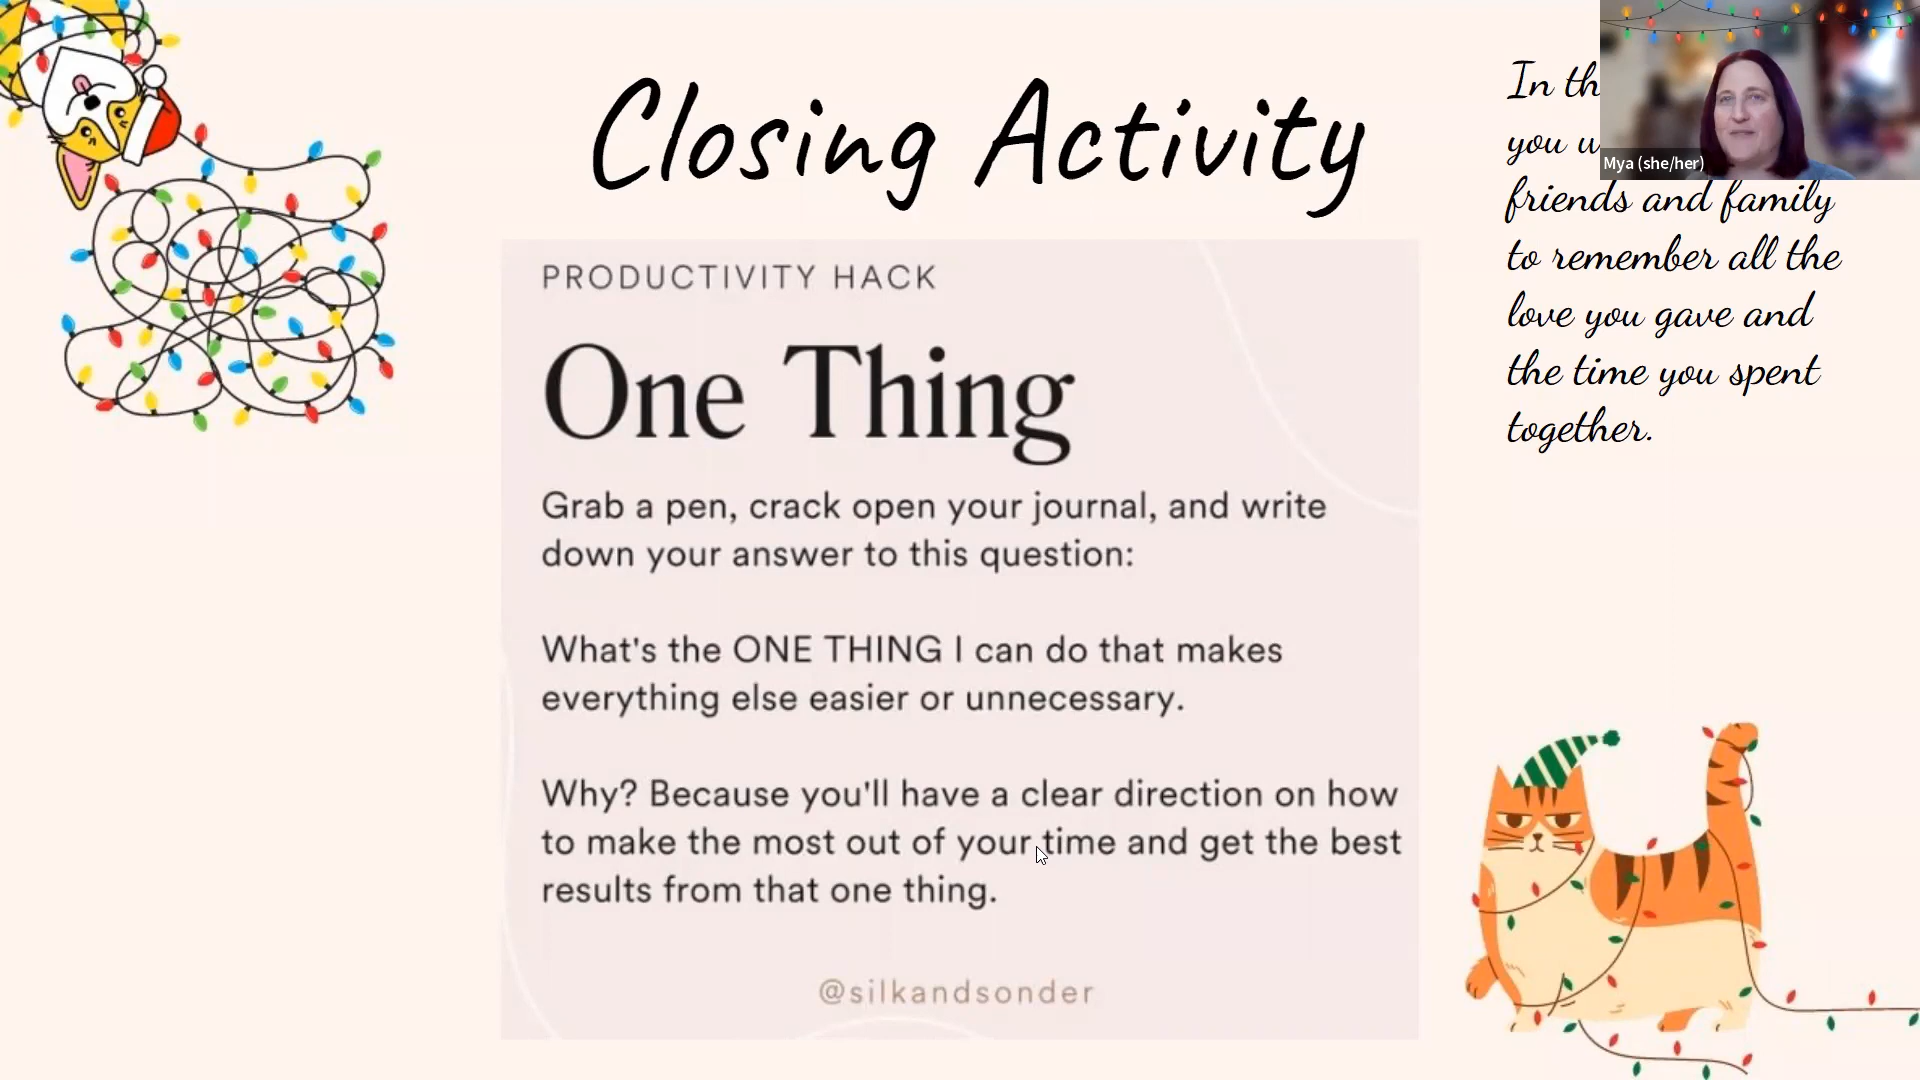 Closing Activity
PRODUCTIVITY HACK
One Thing
Grab a pen, crack open your journal, and write
down your answer to this question:
What's the ONE THING I can do that makes
everything else easier or unnecessary.
Why? Because you'll have a clear direction on how
to make the most out of your time and get the best
results from that one thing.
@silkandsonder
In
you
friends and family
to remember all the
love you gave and
the time you spent
together.
Mya (she/her)